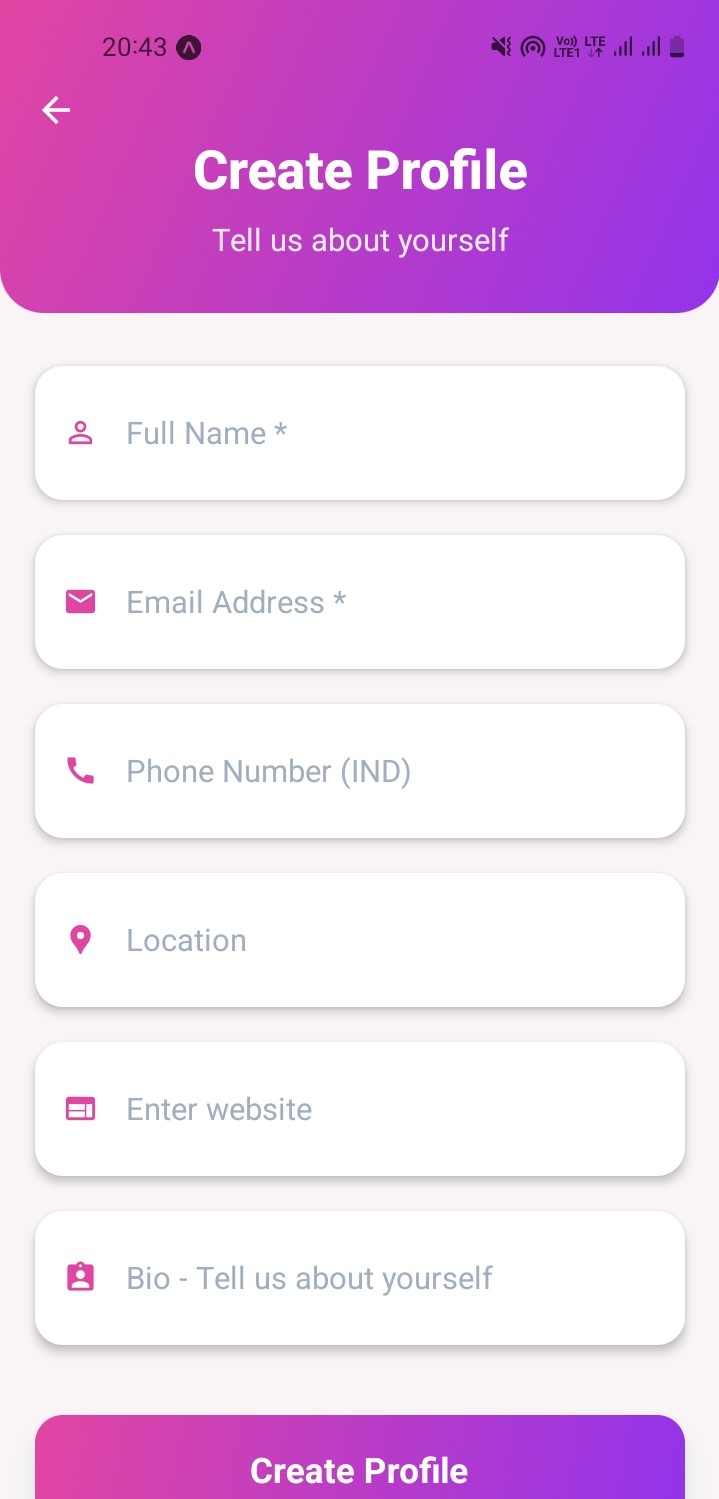 20:43
Vo)) LTE
LTE1
Create Profile
Tell us about yourself
Full Name *
Email Address *
Phone Number (IND)
Location
Enter website
Bio - Tell us about yourself
Create Profile